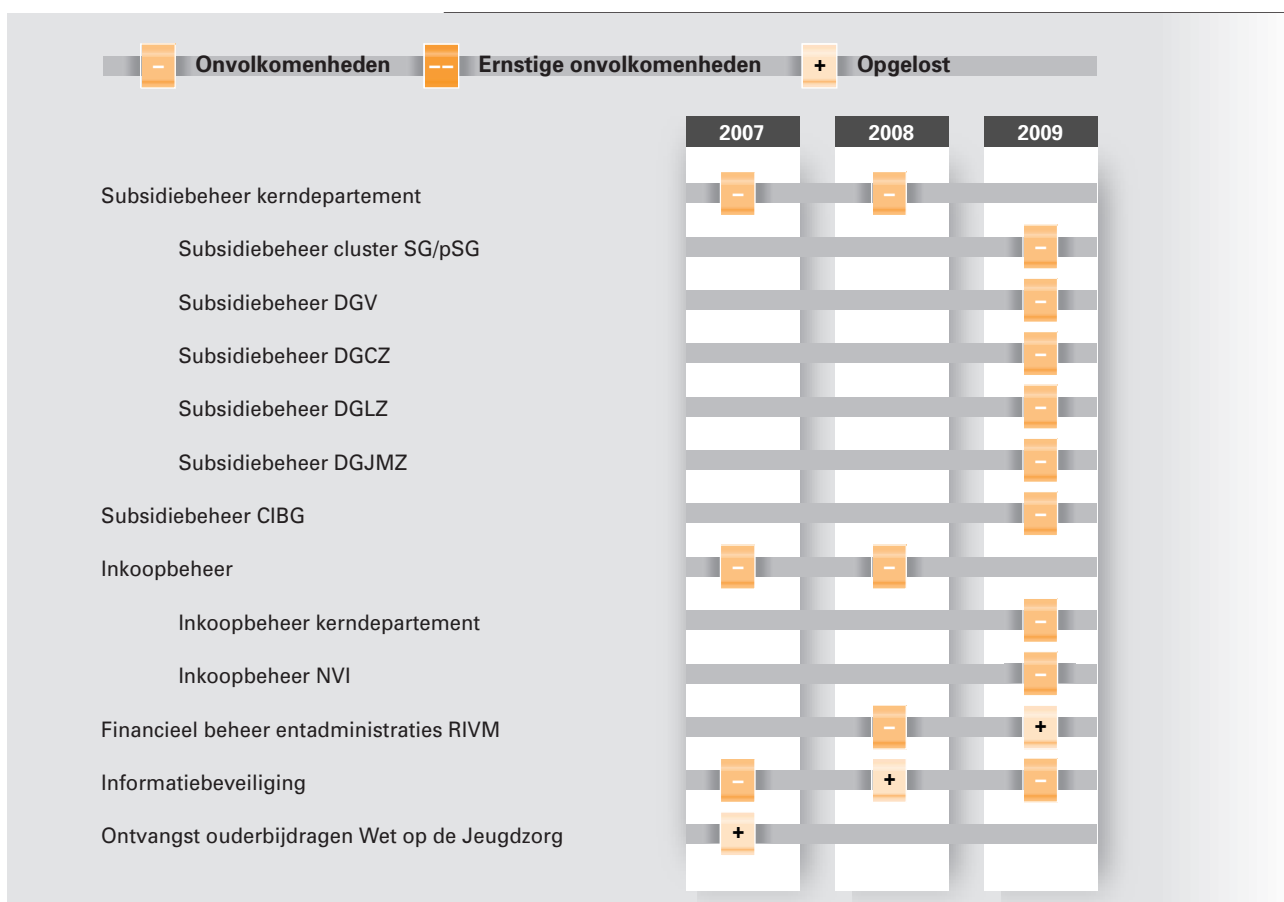 – Onvolkomenheden –– Ernstige onvolkomenheden + Opgelost
2007 2008 2009
Subsidiebeheer kerndepartement – –
Subsidiebeheer cluster SG/pSG –
Subsidiebeheer DGV –
Subsidiebeheer DGCZ –
Subsidiebeheer DGLZ –
Subsidiebeheer DGJMZ –
Subsidiebeheer CIBG –
Inkoopbeheer – –
Inkoopbeheer kerndepartement –
Inkoopbeheer NVI –
Financieel beheer entadministraties RIVM – +
Informatiebeveiliging – + –
Ontvangst ouderbijdragen Wet op de Jeugdzorg +